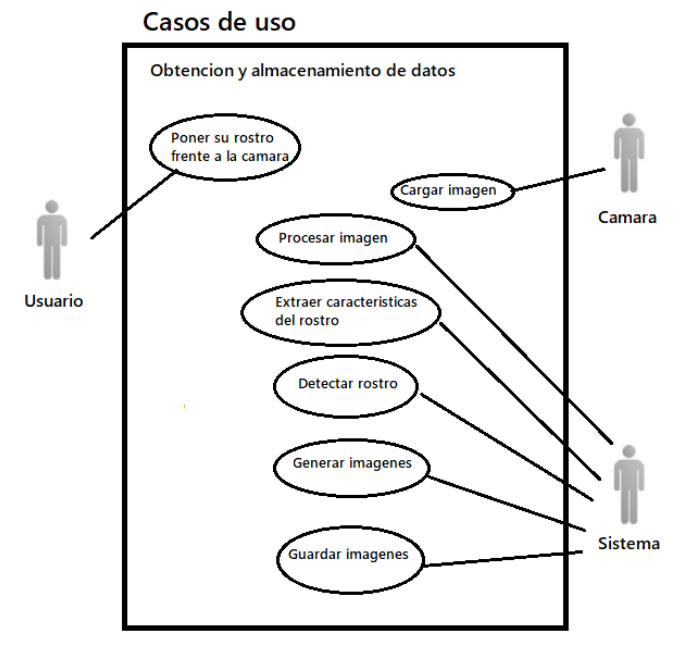 Casos de uso
Obtencion y almacenamiento de datos
Poner su rostro
frente a la camara
Cargar imagen
Camara
Procesar imagen
Usuario
Extraer caracteristicas
del rostro
Detectar rostro
Generar imagenes
Sistema
Guardar imagenes